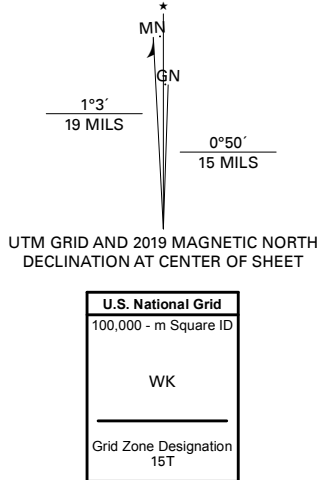 ★
MN
GN
1°3´
19 MILS
0°50´
15 MILS
UTM GRID AND 2019 MAGNETIC NORTH
DECLINATION AT CENTER OF SHEET
U.S. National Grid
100,000 - m Square ID
WK
Grid Zone Designation
15T